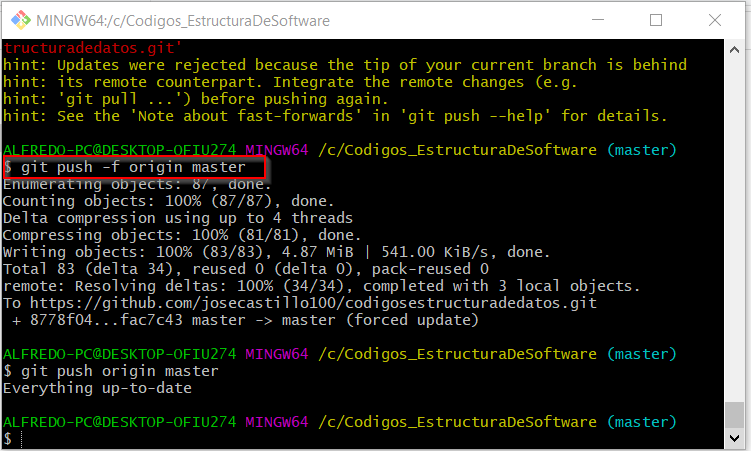 MINGW64:/c/Codigos_EstructuraDeSoftware
tructuradedatos.git'
hint: Updates were rejected because the tip of your current branch is behind
hint: its remote counterpart. Integrate the remote changes (e.g.
hint: 'git pull ...') before pushing again.
hint: See the 'Note about fast-forwards' in 'git push --help' for details.
ALFREDO-PC@DESKTOP-OFIU274 MINGW64 /c/Codigos_EstructuraDeSoftware (master)
$ git push -f origin master
Enumerating objects: 87, done.
Counting objects: 100% (87/87), done.
Delta compression using up to 4 threads
Compressing objects: 100% (81/81), done.
Writing objects: 100% (83/83), 4.87 MiB | 541.00 KiB/s, done.
Total 83 (delta 34), reused 0 (delta 0), pack-reused 0
remote: Resolving deltas: 100% (34/34), completed with 3 local objects.
To https://github.com/josecastillo100/codigosestructuradedatos.git
 + 8778f04...fac7c43 master -> master (forced update)
ALFREDO-PC@DESKTOP-OFIU274 MINGW64 /c/Codigos_EstructuraDeSoftware (master)
$ git push origin master
Everything up-to-date
ALFREDO-PC@DESKTOP-OFIU274 MINGW64 /c/Codigos_EstructuraDeSoftware (master)
$